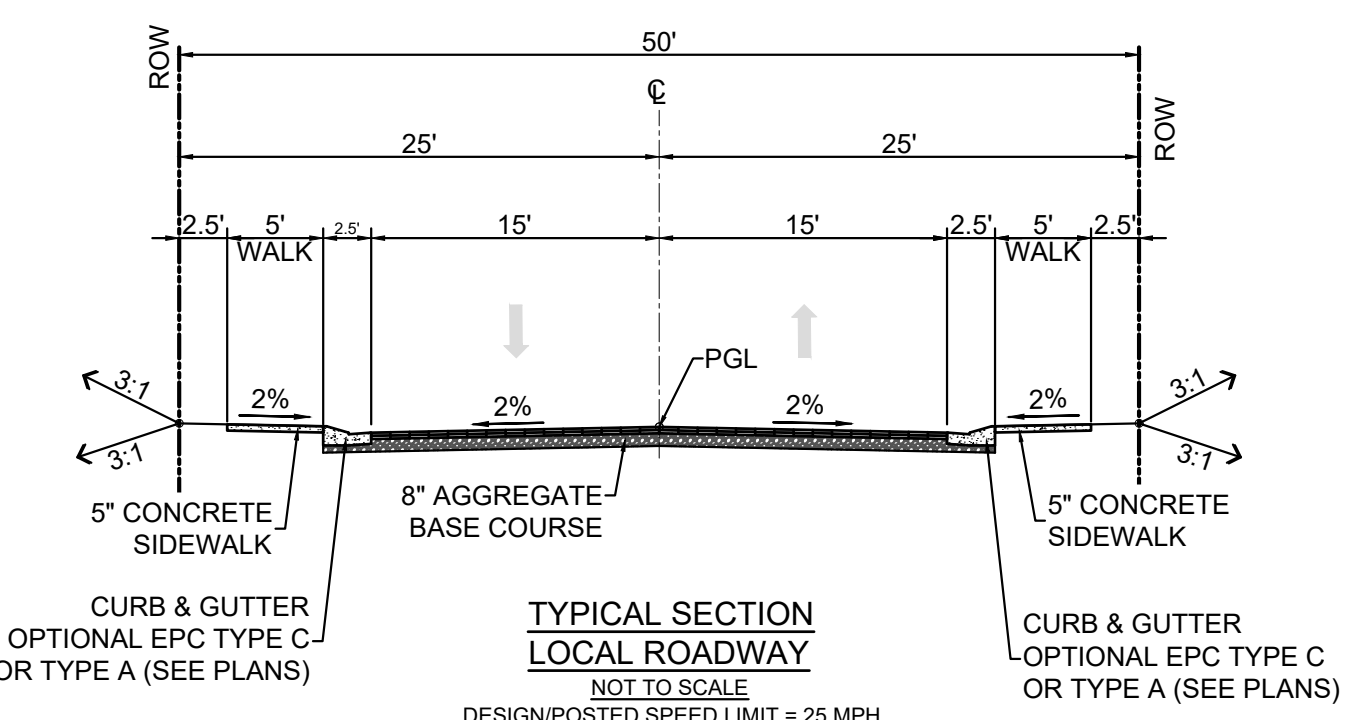 50'
ROW
ROW
℄
25'
25'
2.5'
5'
2.5'
15'
15'
2.5'
5'
2.5'
WALK
WALK
PGL
3:1
3:1
2%
2%
2%
2%
3:1
3:1
5" CONCRETE
SIDEWALK
8" AGGREGATE
BASE COURSE
5" CONCRETE
SIDEWALK
CURB & GUTTER
OPTIONAL EPC TYPE C
OR TYPE A (SEE PLANS)
TYPICAL SECTION
LOCAL ROADWAY
NOT TO SCALE
DESIGN/POSTED SPEED LIMIT = 25 MPH
CURB & GUTTER
OPTIONAL EPC TYPE C
OR TYPE A (SEE PLANS)